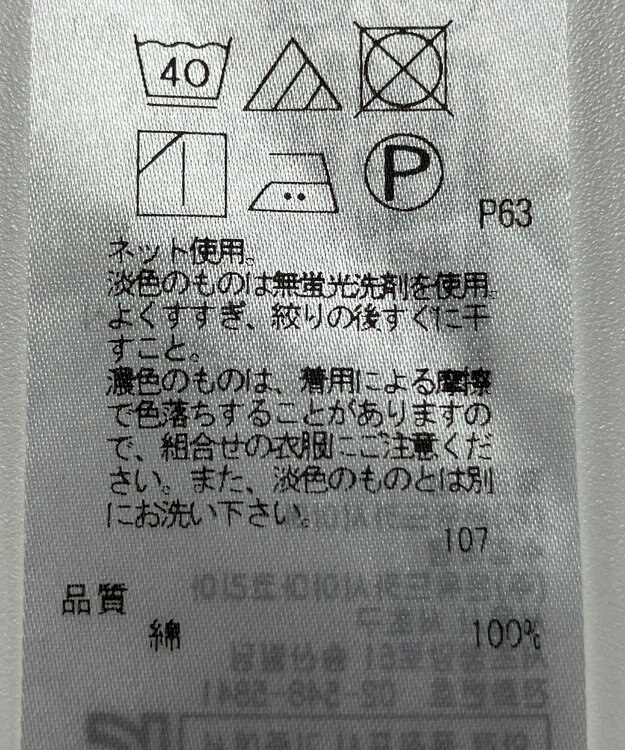 40
P
P63
ネット使用。
淡色のものは無蛍光洗剤を使用。
よくすすぎ、絞りの後すぐに干
すこと。
濃色のものは、着用による摩擦
で色落ちすることがありますの
で、組合せの衣服にご注意くだ
さい。また、淡色のものとは別
にお洗い下さい。
107
品質
綿 100%